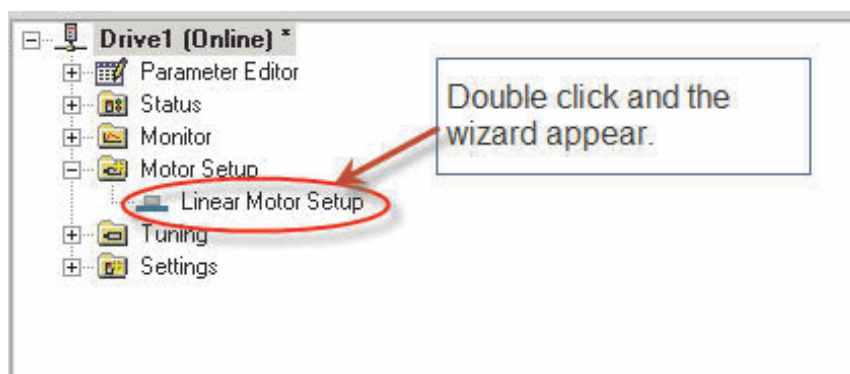 Drive1 (Online) *
Parameter Editor
Status
Monitor
Motor Setup
Linear Motor Setup
Tuning
Settings
Double click and the
wizard appear.